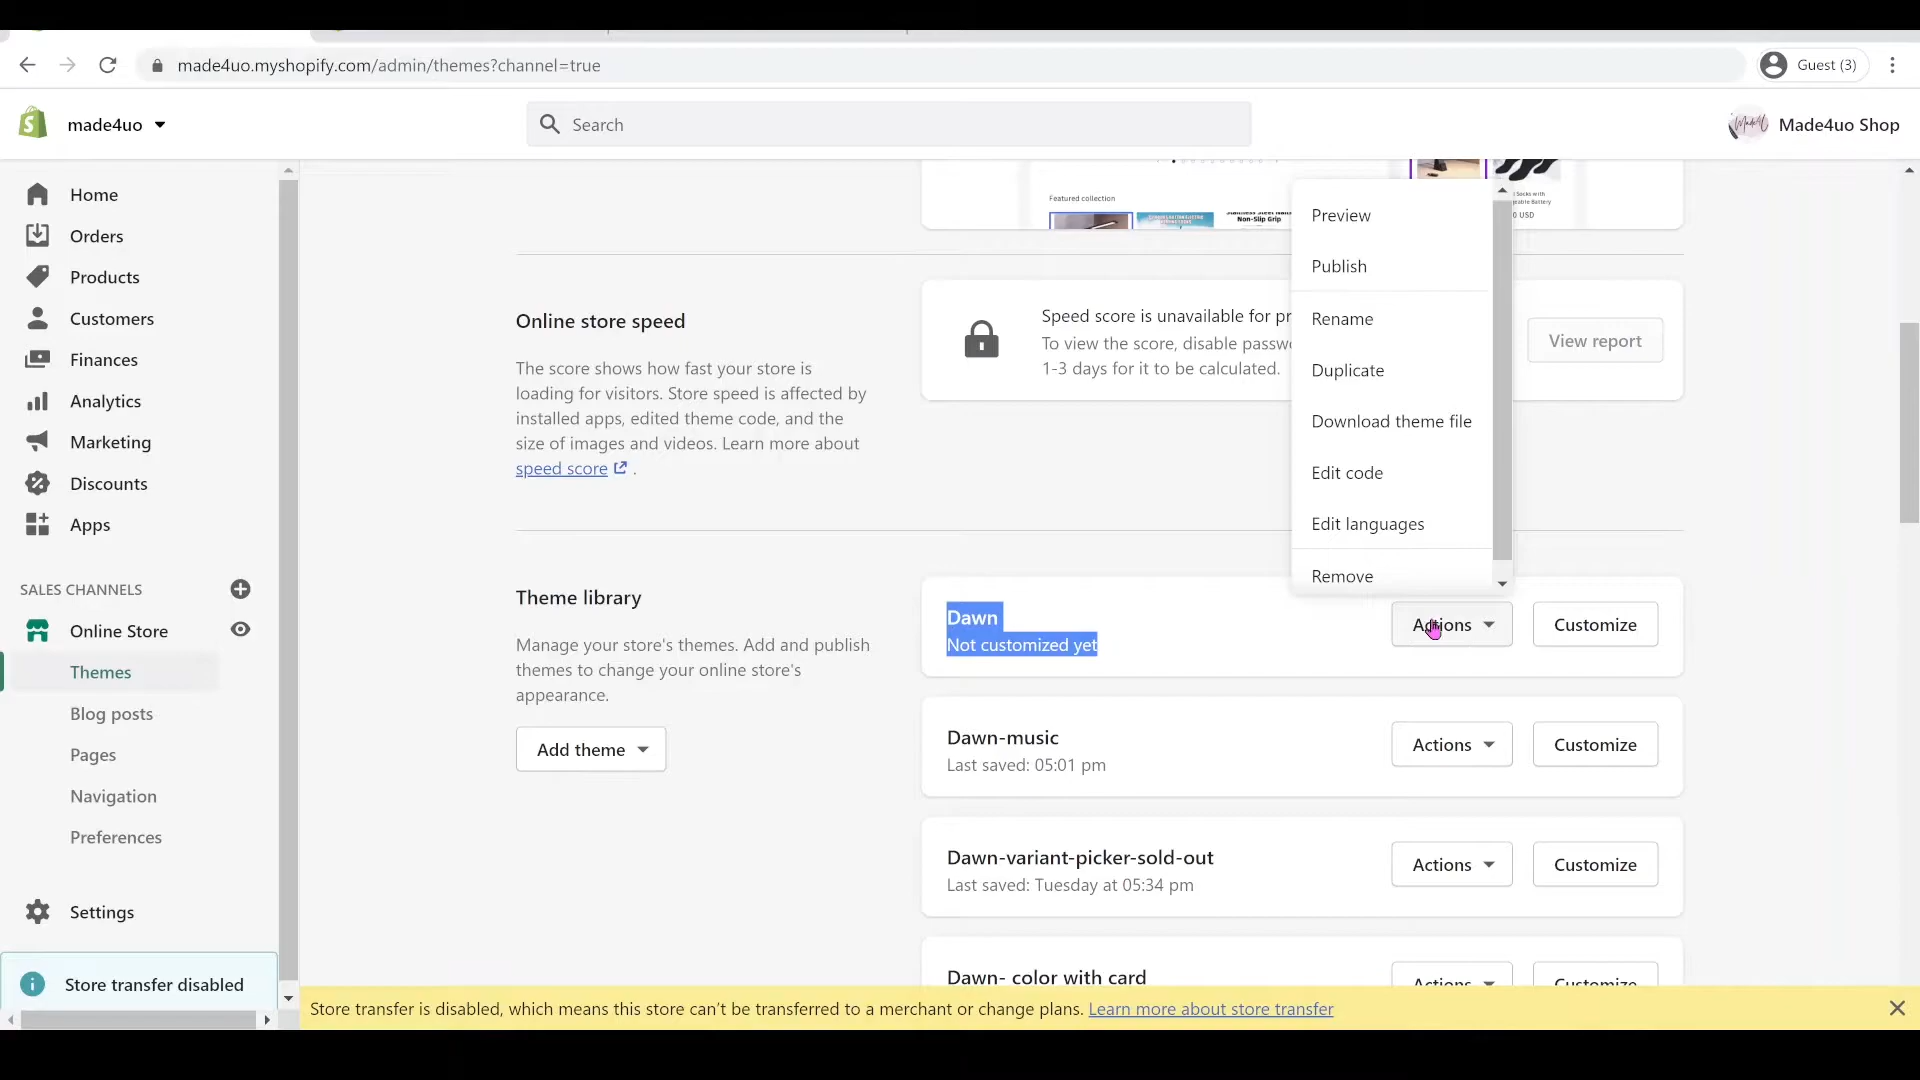 made4uo.myshopify.com/admin/themes?channel=true
Guest (3)
made4uo
Search
Made4uo Shop
Home
Orders
Products
Customers
Finances
Analytics
Marketing
Discounts
Apps
SALES CHANNELS
Online Store
Themes
Blog posts
Pages
Navigation
Preferences
Settings
Store transfer disabled
Featured collection
Non-Slip Grip
Socks with
Battery
USD
Online store speed
The score shows how fast your store is
loading for visitors. Store speed is affected by
installed apps, edited theme code, and the
size of images and videos. Learn more about
speed score .
Speed score is unavailable for pr
To view the score, disable passw
1-3 days for it to be calculated.
View report
Preview
Publish
Rename
Duplicate
Download theme file
Edit code
Edit languages
Remove
Theme library
Manage your store's themes. Add and publish
themes to change your online store's
appearance.
Add theme
Dawn
Not customized yet
Actions
Customize
Dawn-music
Last saved: 05:01 pm
Actions
Customize
Dawn-variant-picker-sold-out
Last saved: Tuesday at 05:34 pm
Actions
Customize
Dawn- color with card
Actions
Customize
Store transfer is disabled, which means this store can't be transferred to a merchant or change plans. Learn more about store transfer